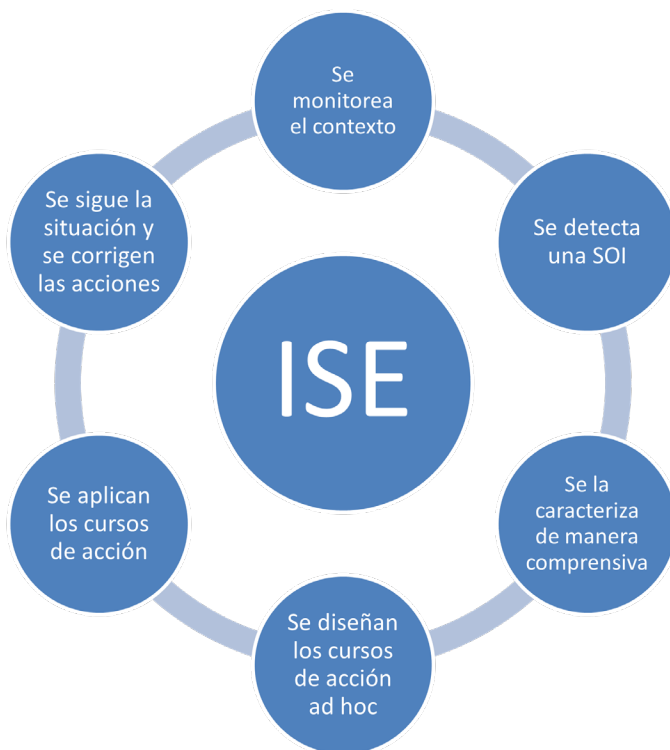 Se
monitorea
el contexto
Se detecta
una SOI
Se la
caracteriza
de manera
comprensiva
Se diseñan
los cursos
de acción
ad hoc
Se aplican
los cursos
de acción
Se sigue la
situación y
se corrigen
las acciones
ISE